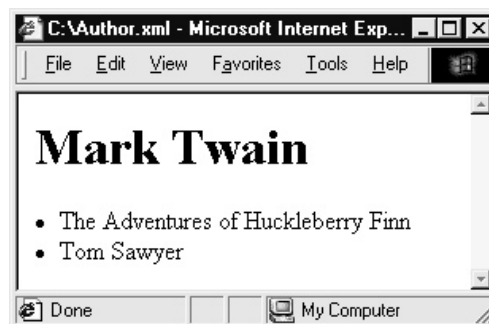 C:\Author.xml - Microsoft Internet Exp...
File Edit View Favorites Tools Help
Mark Twain
• The Adventures of Huckleberry Finn
• Tom Sawyer
Done My Computer